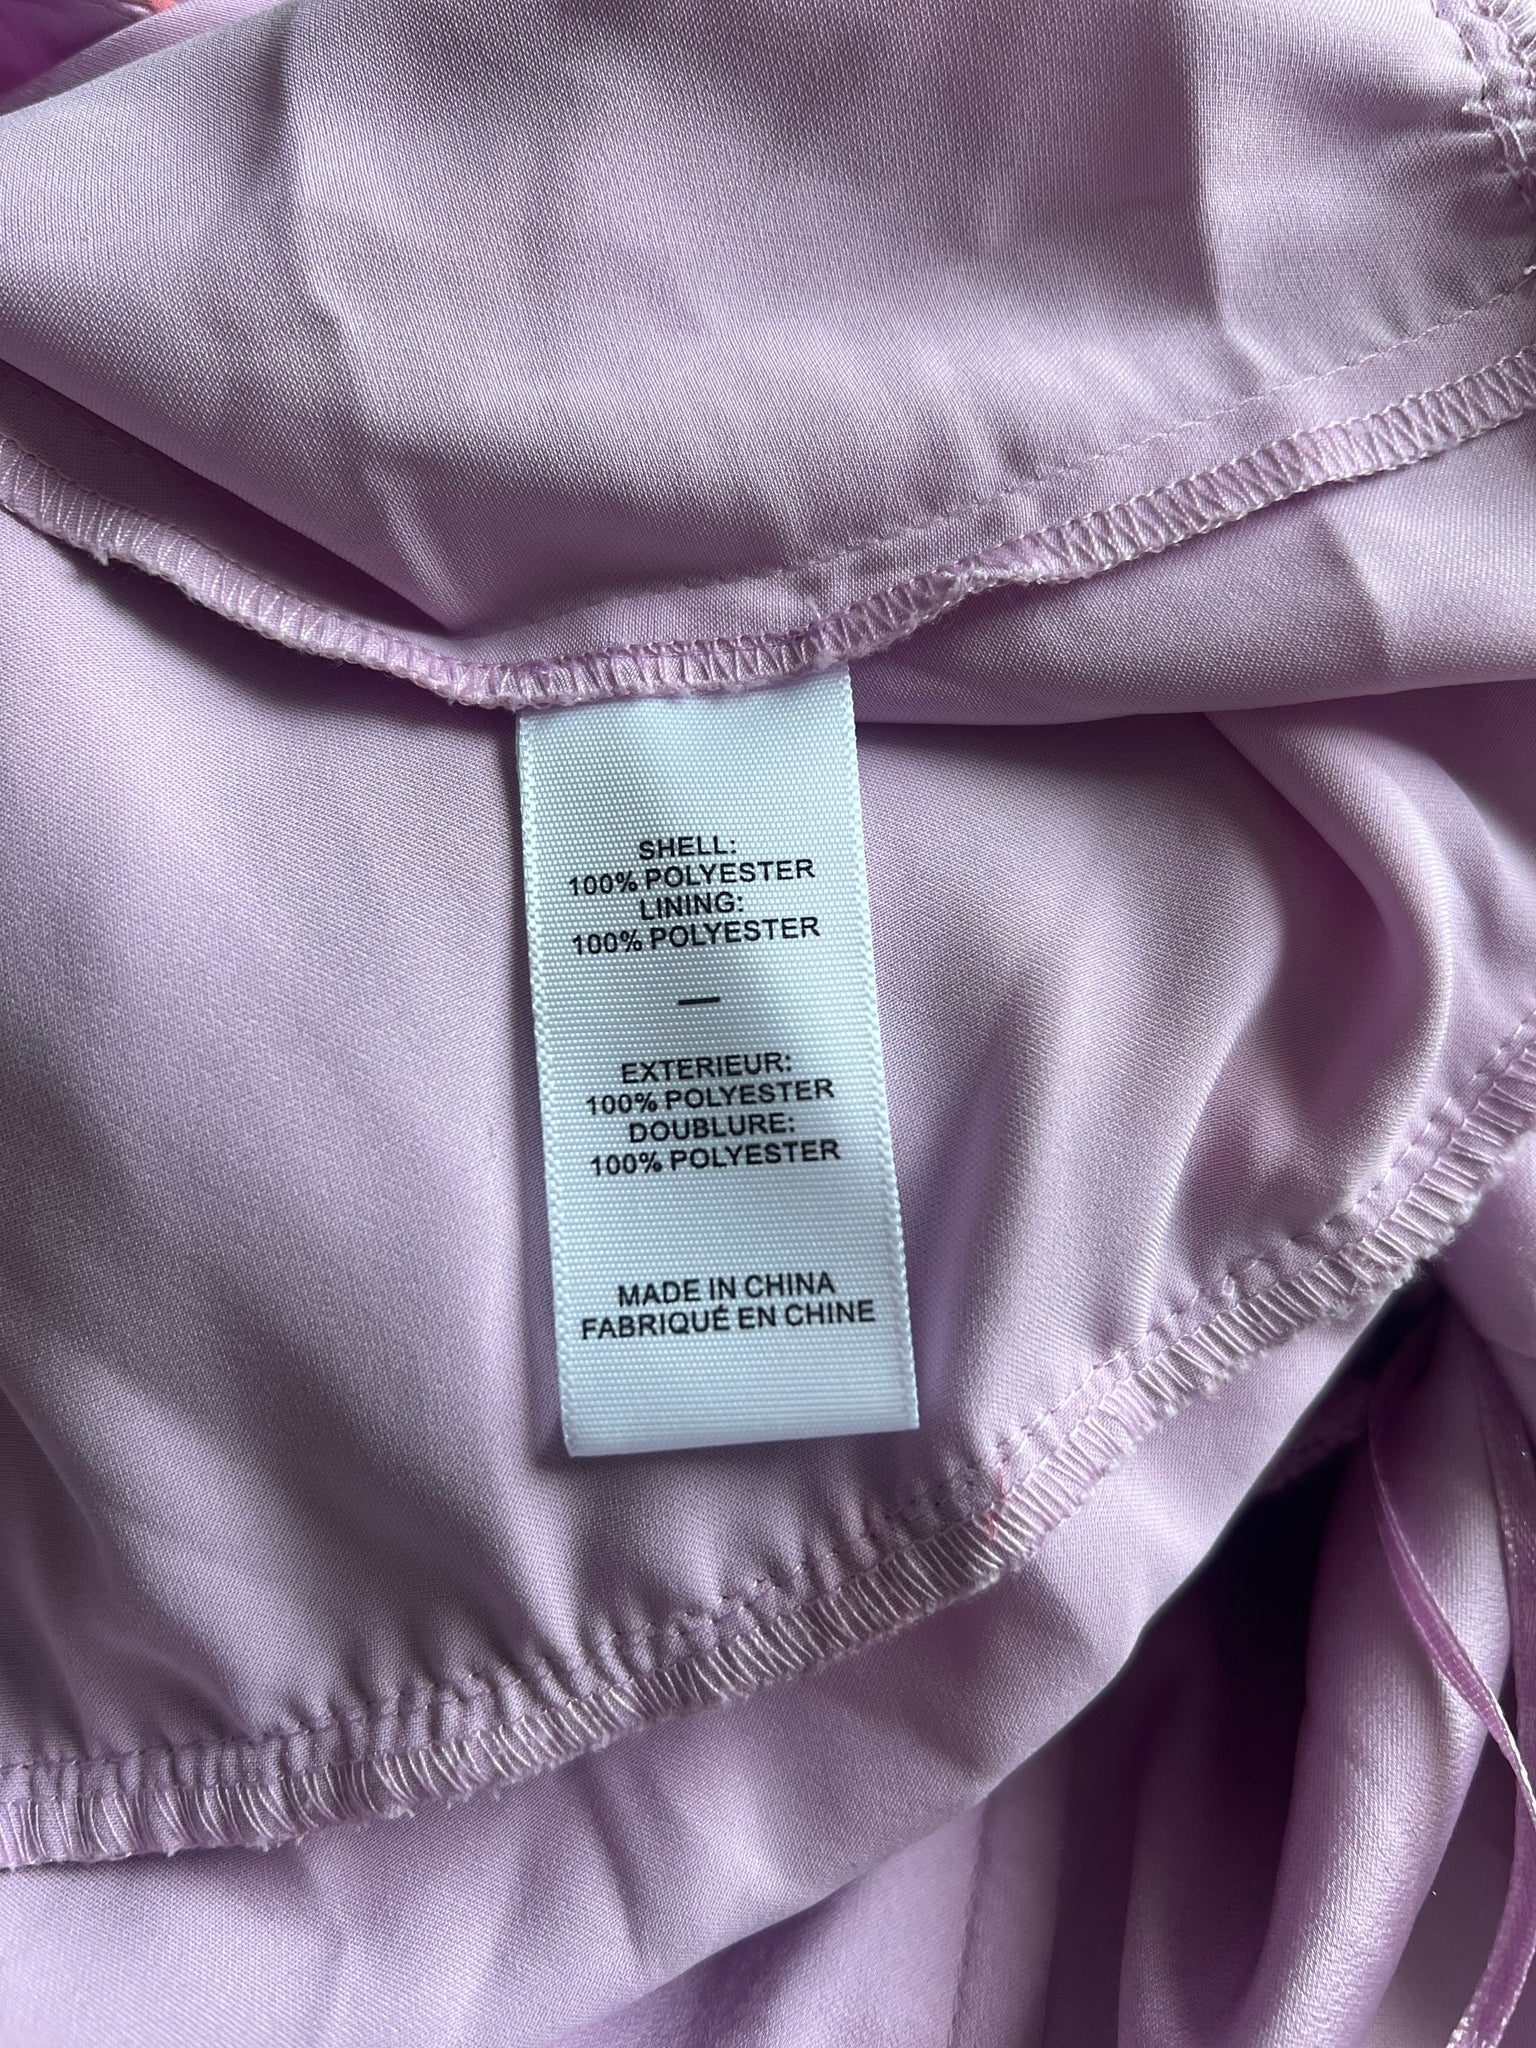 SHELL:
100% POLYESTER
LINING:
100% POLYESTER
—
EXTERIEUR:
100% POLYESTER
DOUBLURE:
100% POLYESTER
MADE IN CHINA
FABRIQUÉ EN CHINE